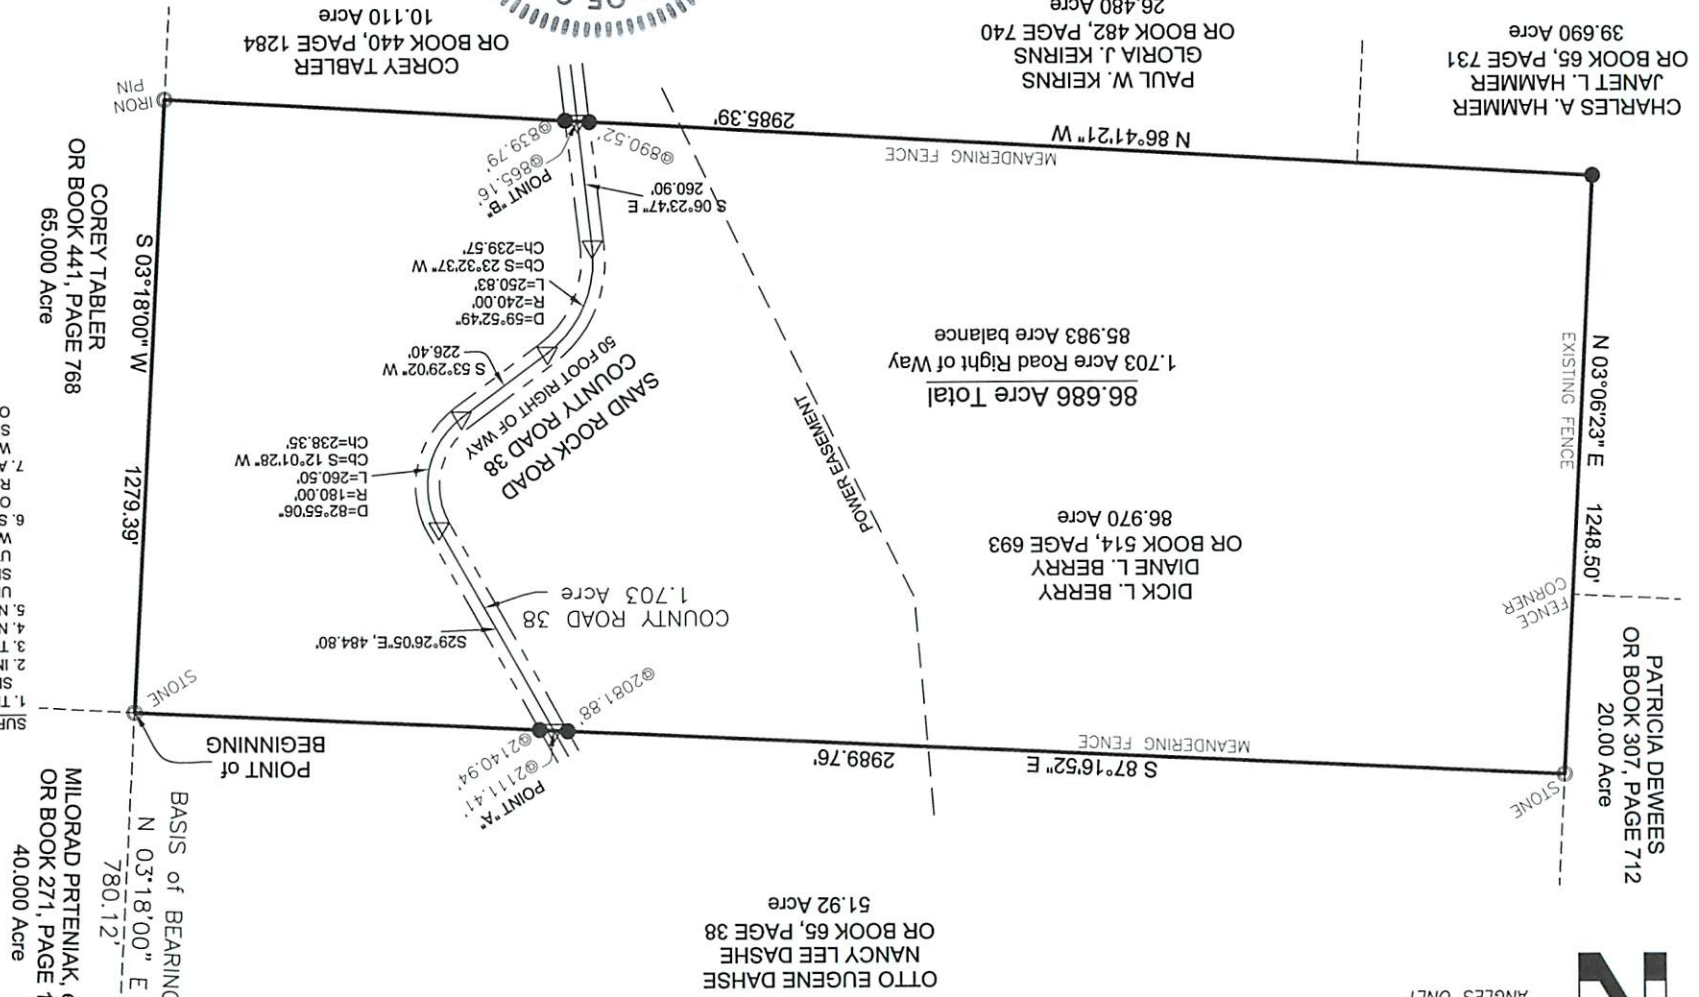 ANGLES ONLY
OTTO EUGENE DAHSE
NANCY LEE DASHE
OR BOOK 65, PAGE 38
51.92 Acre
MILORAD PRTENIAK,
OR BOOK 271, PAGE
40.000 Acre
BASIS of BEARING
N 03°18'00" E
780.12'
PATRICIA DEWEES
OR BOOK 307, PAGE 712
20.00 Acre
STONE
S 87°16'52" E
2989.76'
MEANDERING FENCE
POINT "A"
@2111.41'
@2140.94'
@2081.88'
POINT of
BEGINNING
STONE
S29°26'05"E, 484.80'
COUNTY ROAD 38
1.703 Acre
FENCE
CORNER
DICK L. BERRY
DIANE L. BERRY
OR BOOK 514, PAGE 693
86.970 Acre
N 03°06'23" E
1248.50'
EXISTING FENCE
POWER EASEMENT
D=82°55'06"
R=180.00'
L=260.50'
Cb=S 12°01'28" W
Ch=238.35'
SAND ROCK ROAD
COUNTY ROAD 38
50 FOOT RIGHT OF WAY
1279.39'
S 03°18'00" W
86.686 Acre Total
1.703 Acre Road Right of Way
85.983 Acre balance
S 53°29'02" W
226.40'
D=59°52'49"
R=240.00'
L=250.83'
Cb=S 23°32'37" W
Ch=239.57'
COREY TABLER
OR BOOK 441, PAGE 768
65.000 Acre
S 06°23'47" E
260.90'
POINT "B"
@865.16'
@839.79'
@890.52'
MEANDERING FENCE
N 86°41'21" W
2985.39'
IRON
PIN
CHARLES A. HAMMER
JANET L. HAMMER
OR BOOK 65, PAGE 731
39.690 Acre
PAUL W. KEIRNS
GLORIA J. KEIRNS
OR BOOK 482, PAGE 740
26.480 Acre
COREY TABLER
OR BOOK 440, PAGE 1284
10.110 Acre
OF
1.
2.
3.
4.
5.
6.
7.